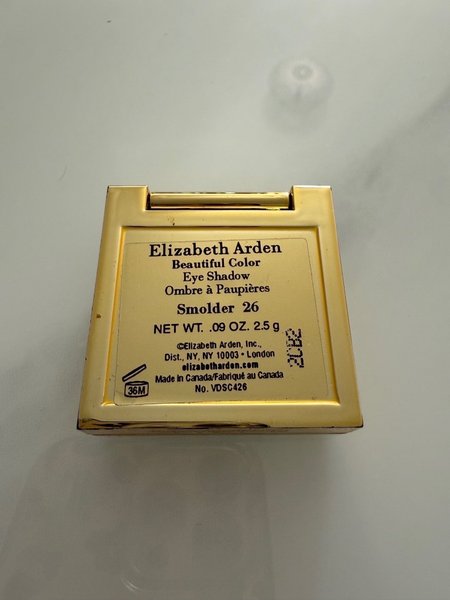 Elizabeth Arden
Beautiful Color
Eye Shadow
Ombre à Paupières
Smolder 26
NET WT. .09 OZ. 2.5 g
©Elizabeth Arden, Inc.,
Dist. NY, NY 10003 • London
elizabetharden.com
Made in Canada/Fabriqué au Canada
No. VDSC426
36M
2CB2